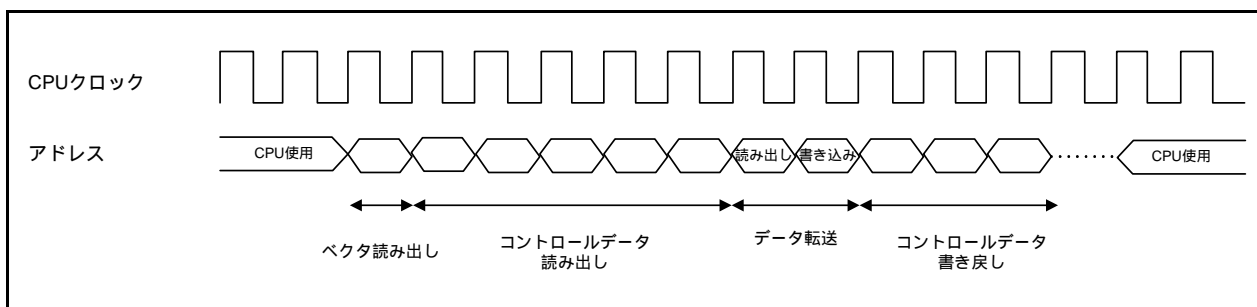 CPUクロック
アドレス
CPU使用
読み出し
書き込み
CPU使用
ベクタ読み出し
コントロールデータ
読み出し
データ転送
コントロールデータ
書き戻し